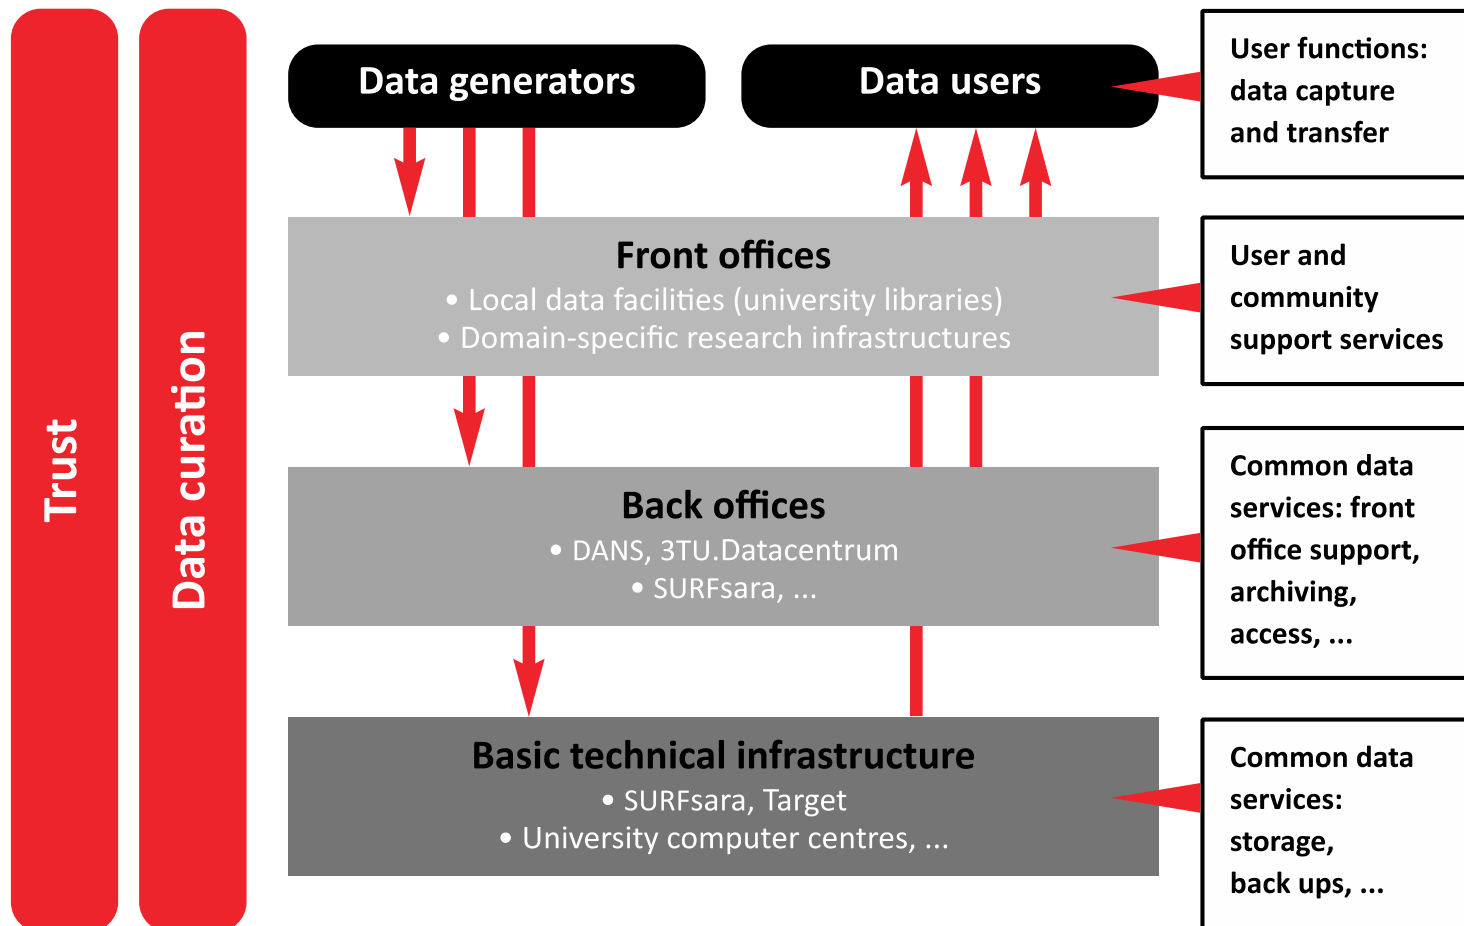 Trust
Data curation
Data generators
Data users
User functions:
data capture
and transfer
Front offices
• Local data facilities (university libraries)
• Domain-specific research infrastructures
User and
community
support services
Back offices
• DANS, 3TU.Datacentrum
• SURFsara, ...
Common data
services: front
office support,
archiving,
access, ...
Basic technical infrastructure
• SURFsara, Target
• University computer centres, ...
Common data
services:
storage,
back ups, ...